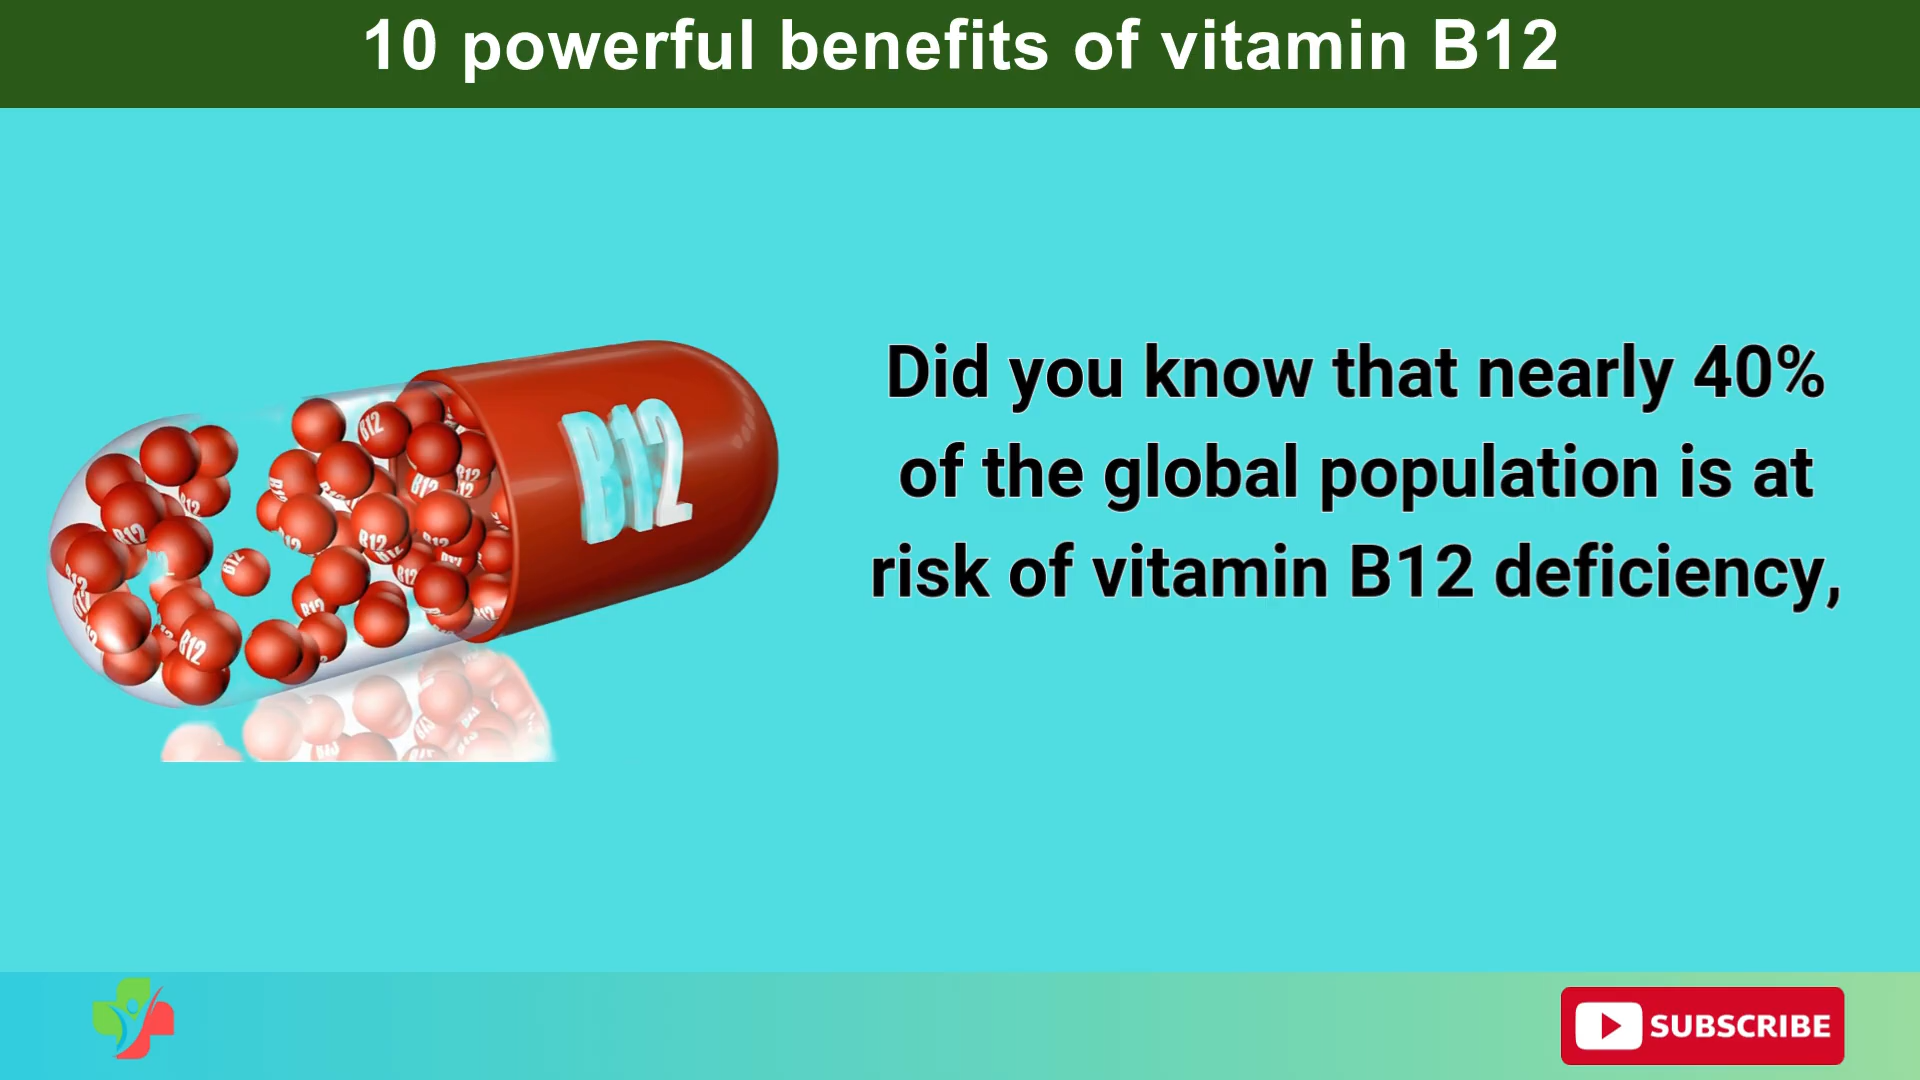 10 powerful benefits of vitamin B12
Did you know that nearly 40%
of the global population is at
risk of vitamin B12 deficiency,
B12
SUBSCRIBE